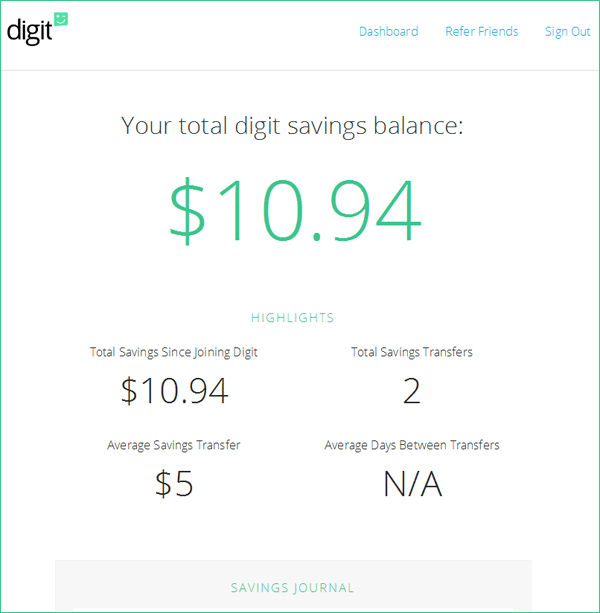 digit
Dashboard Refer Friends Sign Out
Your total digit savings balance:
$10.94
HIGHLIGHTS
Total Savings Since Joining Digit Total Savings Transfers
$10.94 2
Average Savings Transfer Average Days Between Transfers
$5 N/A
SAVINGS JOURNAL